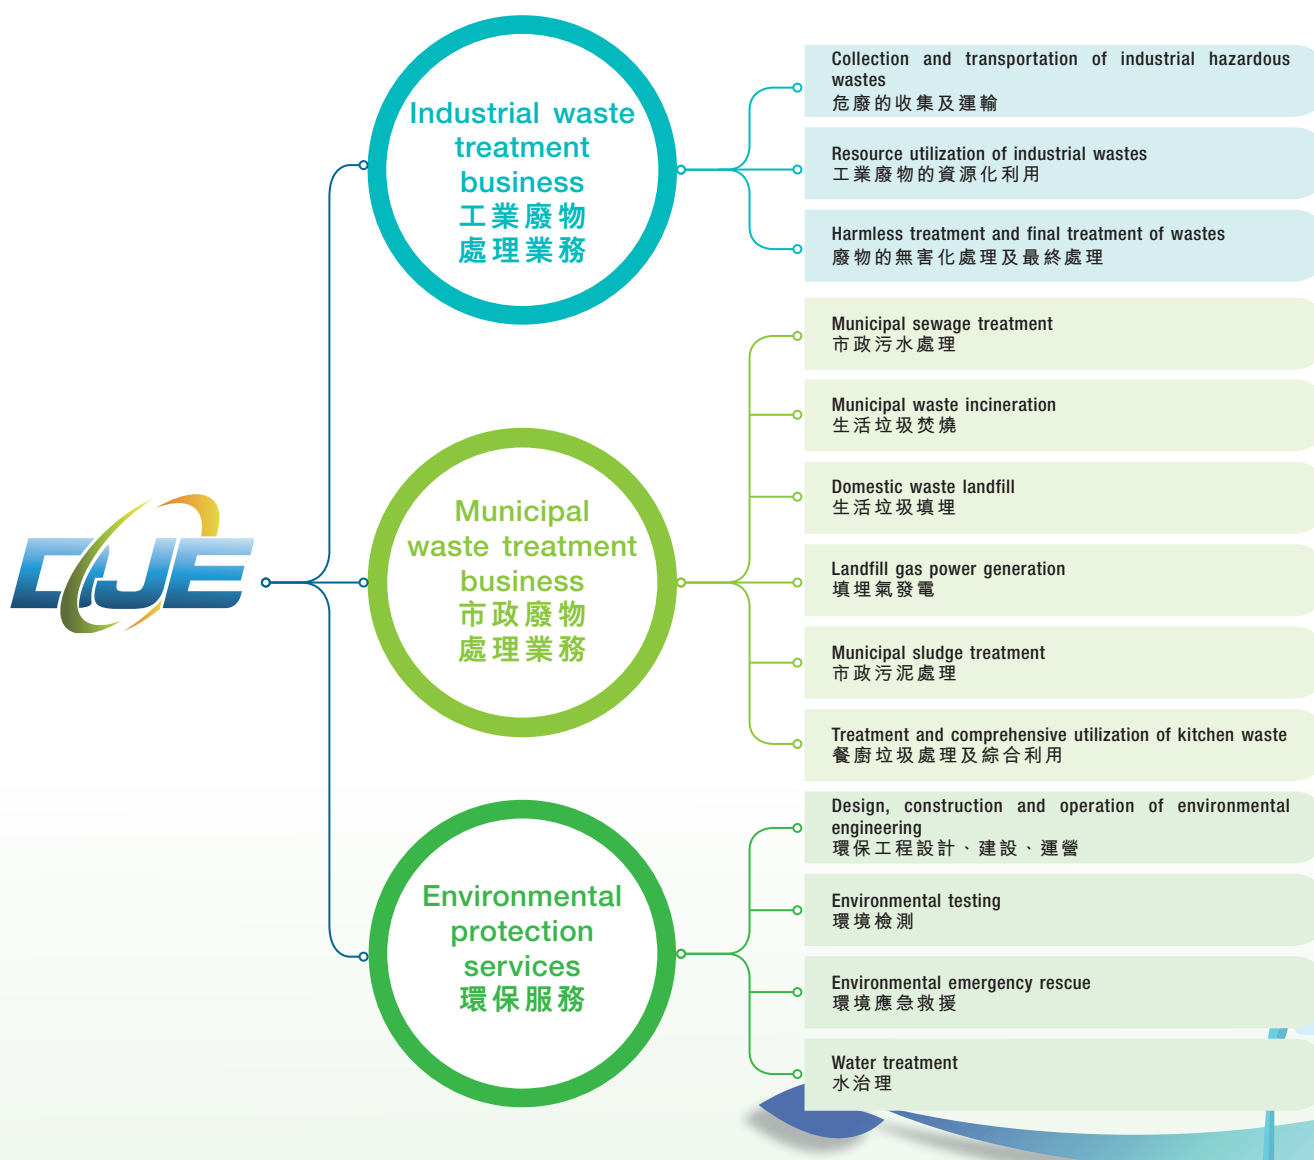 DJE
Industrial waste
treatment
business
工業廢物
處理業務
Collection and transportation of industrial hazardous
wastes
危廢的收集及運輸
Resource utilization of industrial wastes
工業廢物的資源化利用
Harmless treatment and final treatment of wastes
廢物的無害化處理及最終處理
Municipal
waste treatment
business
市政廢物
處理業務
Municipal sewage treatment
市政污水處理
Municipal waste incineration
生活垃圾焚燒
Domestic waste landfill
生活垃圾填埋
Landfill gas power generation
填埋氣發電
Municipal sludge treatment
市政污泥處理
Treatment and comprehensive utilization of kitchen waste
餐廚垃圾處理及綜合利用
Environmental
protection
services
環保服務
Design, construction and operation of environmental
engineering
環保工程設計、建設、運營
Environmental testing
環境檢測
Environmental emergency rescue
環境應急救援
Water treatment
水治理